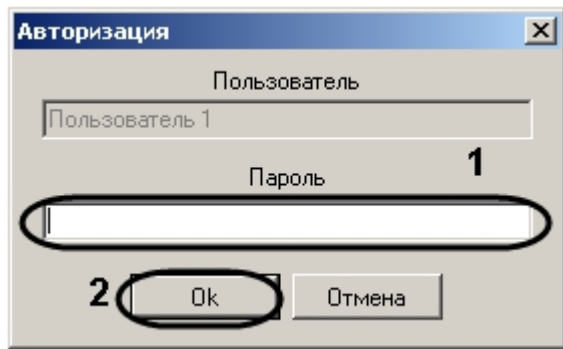 Авторизация
Пользователь
Пользователь 1
1
Пароль
2 Ok Отмена